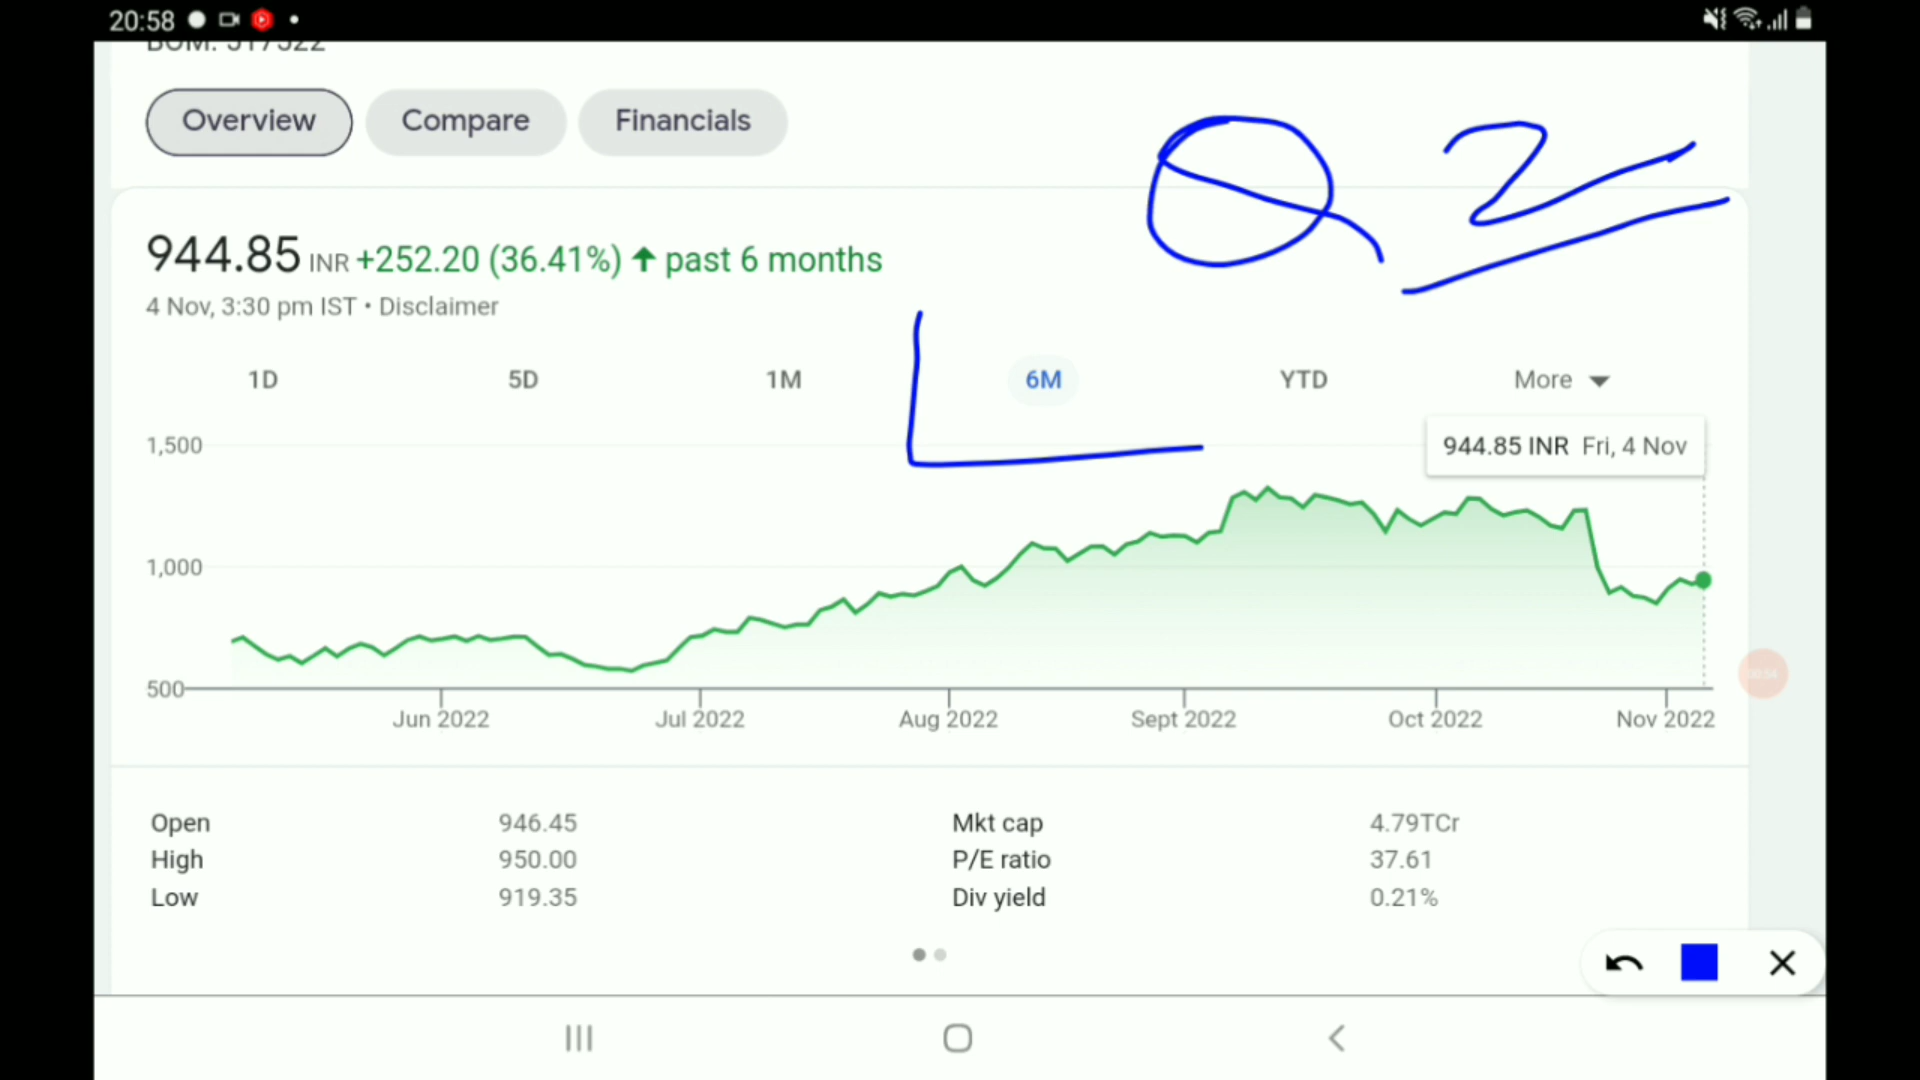 20:58
BOM: 517522
Overview Compare Financials
Q2
944.85 INR +252.20 (36.41%) ↑ past 6 months
4 Nov, 3:30 pm IST • Disclaimer
1D 5D 1M 6M YTD More
944.85 INR Fri, 4 Nov
1,500
1,000
500
Jun 2022 Jul 2022 Aug 2022 Sept 2022 Oct 2022 Nov 2022
Open 946.45 Mkt cap 4.79TCr
High 950.00 P/E ratio 37.61
Low 919.35 Div yield 0.21%